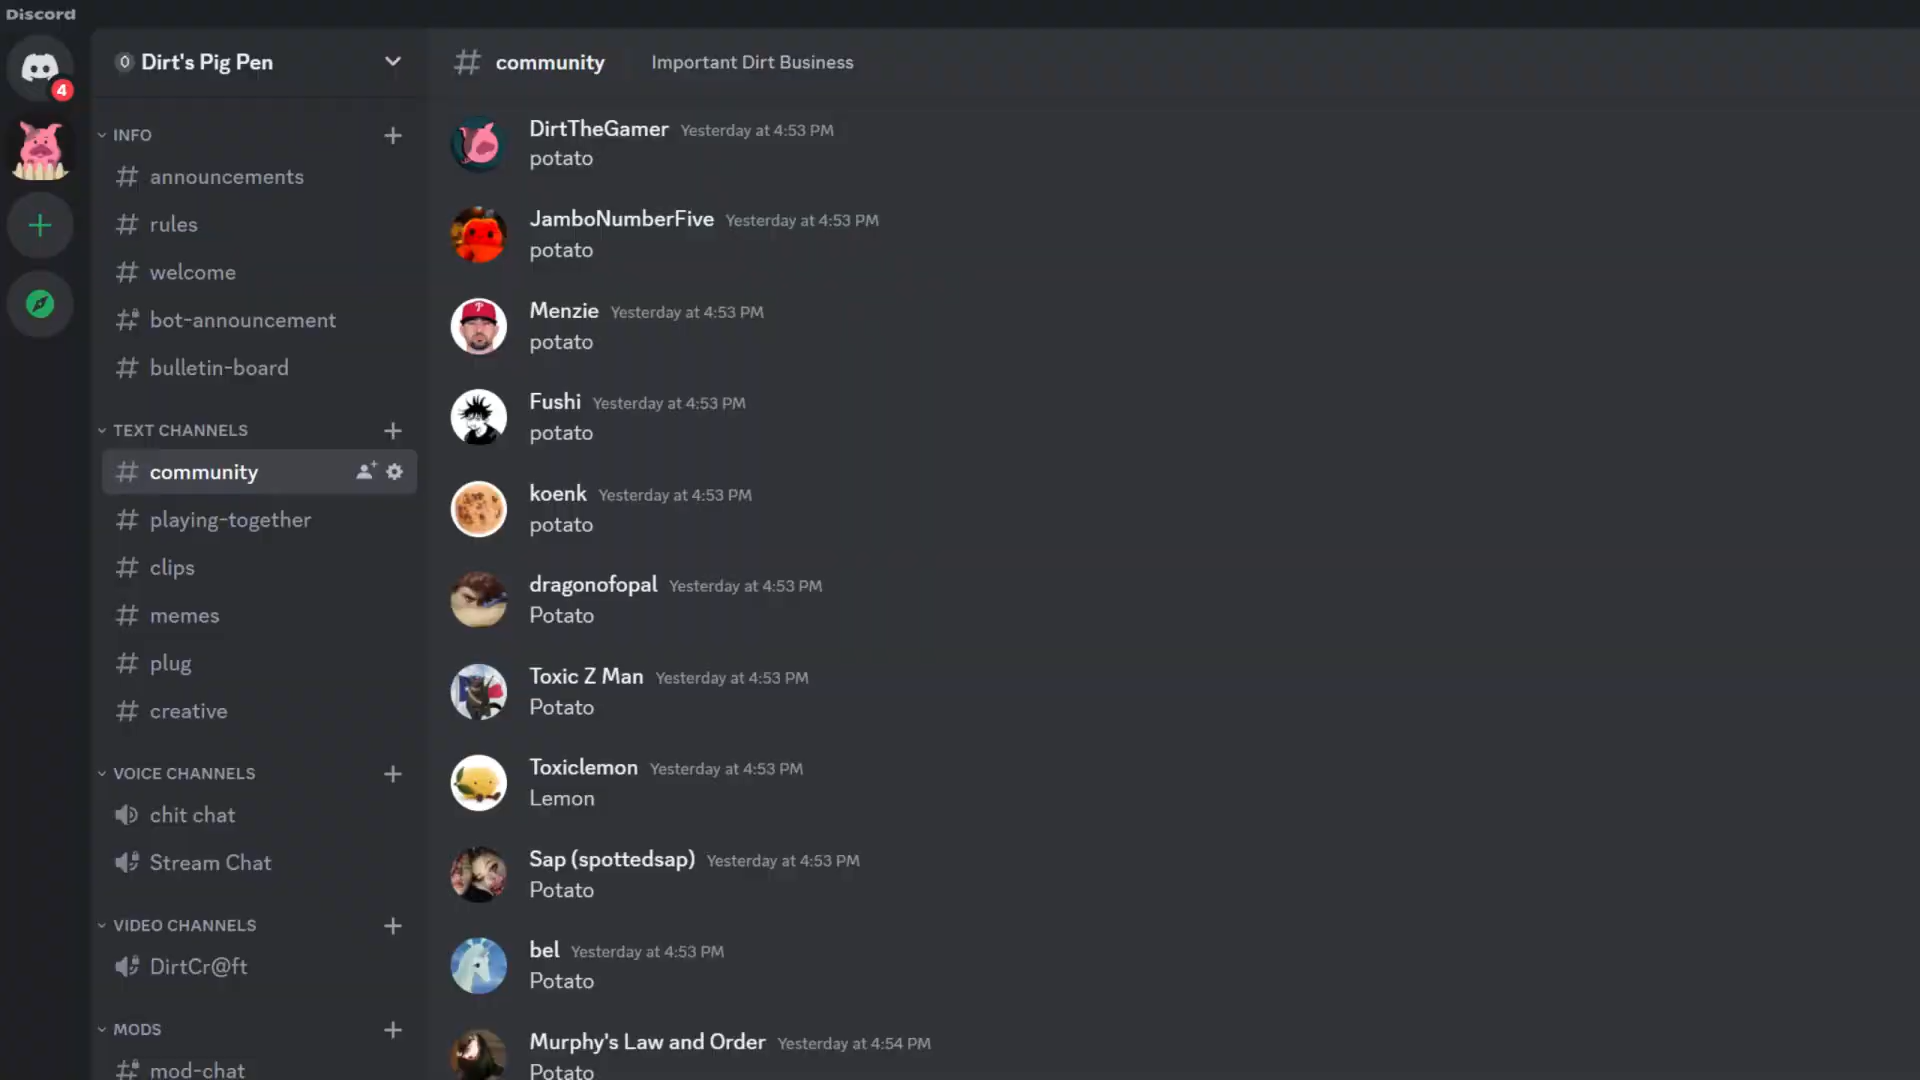 Discord
4
Dirt's Pig Pen
INFO
announcements
rules
welcome
bot-announcement
bulletin-board
TEXT CHANNELS
community
playing-together
clips
memes
plug
creative
VOICE CHANNELS
chit chat
Stream Chat
VIDEO CHANNELS
DirtCr@ft
MODS
mod-chat
community Important Dirt Business
DirtTheGamer Yesterday at 4:53 PM
potato
JamboNumberFive Yesterday at 4:53 PM
potato
Menzie Yesterday at 4:53 PM
potato
Fushi Yesterday at 4:53 PM
potato
koenk Yesterday at 4:53 PM
potato
dragonofopal Yesterday at 4:53 PM
Potato
Toxic Z Man Yesterday at 4:53 PM
Potato
Toxiclemon Yesterday at 4:53 PM
Lemon
Sap (spottedsap) Yesterday at 4:53 PM
Potato
bel Yesterday at 4:53 PM
Potato
Murphy's Law and Order Yesterday at 4:54 PM
Potato